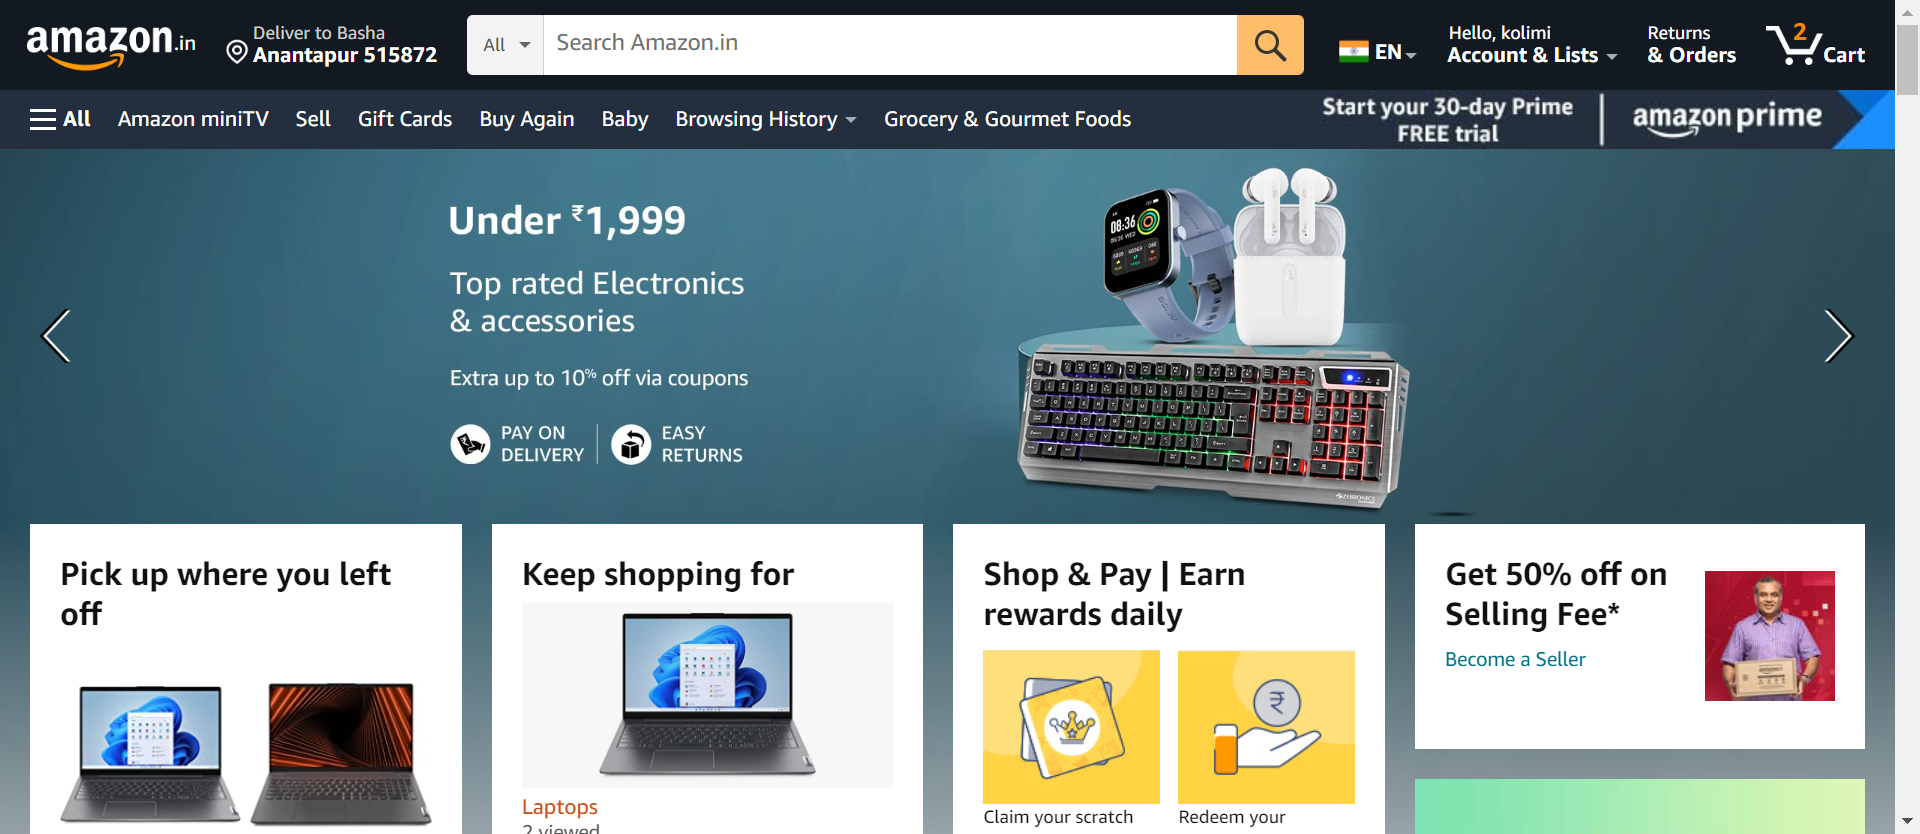 amazon.in
Deliver to Basha
Anantapur 515872
All
Search Amazon.in
EN
Hello, kolimi
Account & Lists
Returns
& Orders
2
Cart
All
Amazon miniTV
Sell
Gift Cards
Buy Again
Baby
Browsing History
Grocery & Gourmet Foods
Start your 30-day Prime
FREE trial
amazon prime
Under ₹1,999
Top rated Electronics
& accessories
Extra up to 10% off via coupons
PAY ON
DELIVERY
EASY
RETURNS
08:36
ZEBRONICS
Pick up where you left
off
Keep shopping for
Laptops
2 viewed
Shop & Pay | Earn
rewards daily
Claim your scratch
Redeem your
Get 50% off on
Selling Fee*
Become a Seller